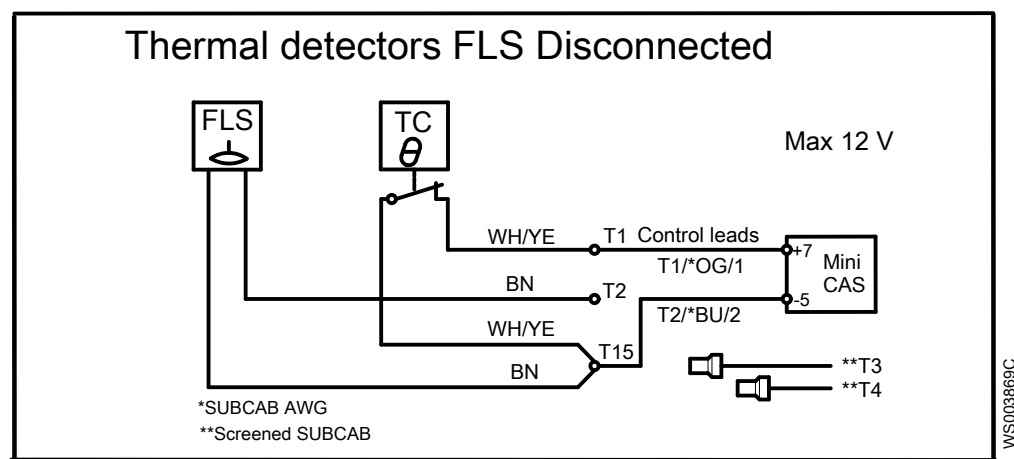 Thermal detectors FLS Disconnected
FLS
TC
Max 12 V
WH/YE
T1
Control leads
+7
T1/*OG/1
Mini
CAS
BN
T2
-5
T2/*BU/2
WH/YE
T15
BN
**T3
**T4
*SUBCAB AWG
**Screened SUBCAB
WS003869C